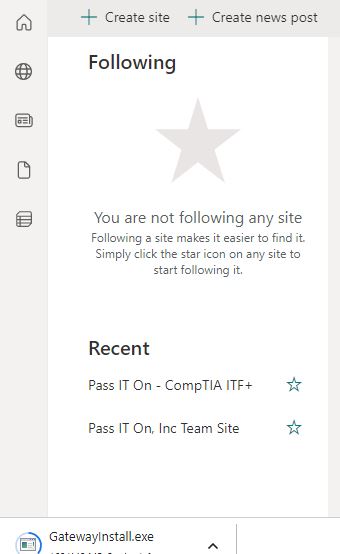 Create site Create news post
Following
You are not following any site
Following a site makes it easier to find it.
Simply click the star icon on any site to
start following it.
Recent
Pass IT On - CompTIA ITF+
Pass IT On, Inc Team Site
GatewayInstall.exe